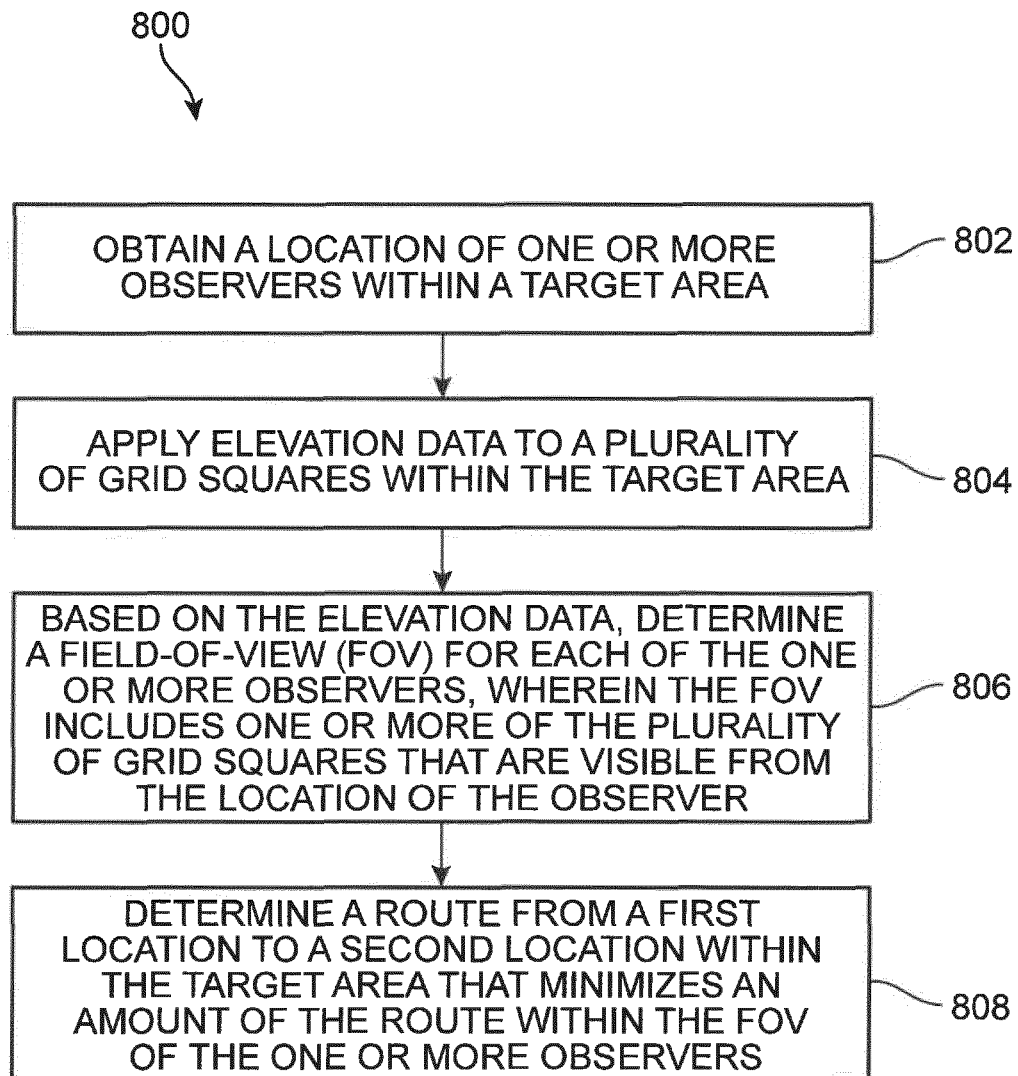 800
OBTAIN A LOCATION OF ONE OR MORE
OBSERVERS WITHIN A TARGET AREA
802
APPLY ELEVATION DATA TO A PLURALITY
OF GRID SQUARES WITHIN THE TARGET AREA
804
BASED ON THE ELEVATION DATA, DETERMINE
A FIELD-OF-VIEW (FOV) FOR EACH OF THE ONE
OR MORE OBSERVERS, WHEREIN THE FOV
INCLUDES ONE OR MORE OF THE PLURALITY
OF GRID SQUARES THAT ARE VISIBLE FROM
THE LOCATION OF THE OBSERVER
806
DETERMINE A ROUTE FROM A FIRST
LOCATION TO A SECOND LOCATION WITHIN
THE TARGET AREA THAT MINIMIZES AN
AMOUNT OF THE ROUTE WITHIN THE FOV
OF THE ONE OR MORE OBSERVERS
808